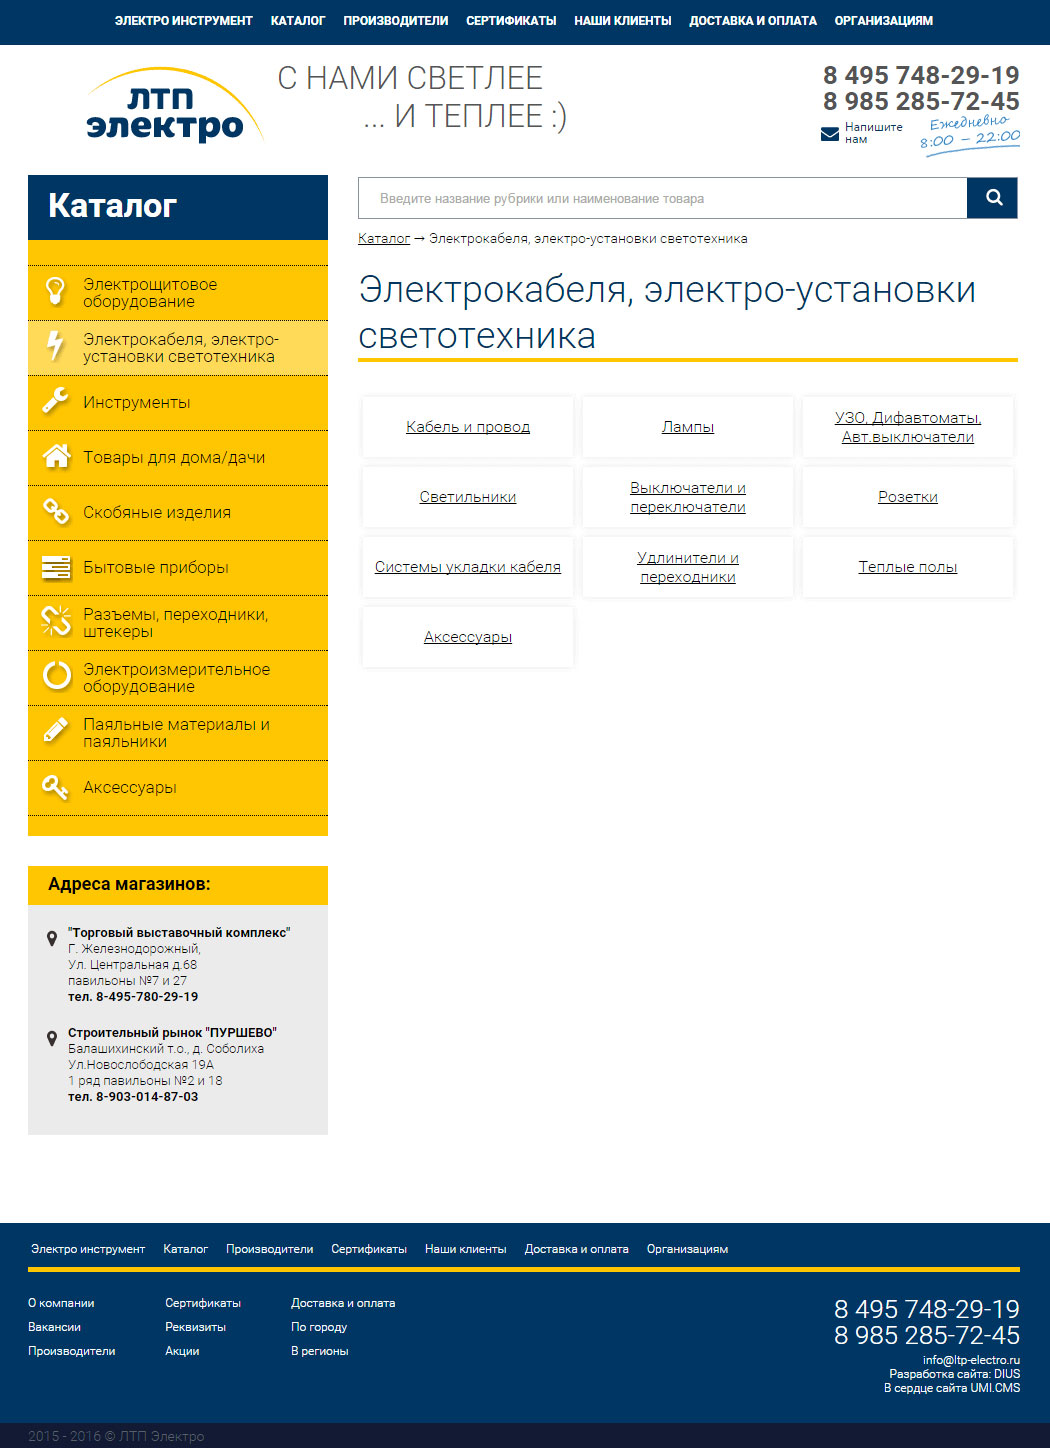 ЭЛЕКТРО ИНСТРУМЕНТ КАТАЛОГ ПРОИЗВОДИТЕЛИ СЕРТИФИКАТЫ НАШИ КЛИЕНТЫ ДОСТАВКА И ОПЛАТА ОРГАНИЗАЦИЯМ
ЛТП
электро
С НАМИ СВЕТЛЕЕ
... И ТЕПЛЕЕ :)
8 495 748-29-19
8 985 285-72-45
Напишите
нам
Ежедневно
8:00 – 22:00
Каталог
Электрощитовое
оборудование
Электрокабеля, электро-
установки светотехника
Инструменты
Товары для дома/дачи
Скобяные изделия
Бытовые приборы
Разъемы, переходники,
штекеры
Электроизмерительное
оборудование
Паяльные материалы и
паяльники
Аксессуары
Адреса магазинов:
"Торговый выставочный комплекс"
Г. Железнодорожный,
Ул. Центральная д.68
павильоны №7 и 27
тел. 8-495-780-29-19
Строительный рынок "ПУРШЕВО"
Балашихинский т.о., д. Соболиха
Ул.Новослободская 19А
1 ряд павильоны №2 и 18
тел. 8-903-014-87-03
Введите название рубрики или наименование товара
Каталог → Электрокабеля, электро-установки светотехника
Электрокабеля, электро-установки
светотехника
Кабель и провод
Лампы
УЗО, Дифавтоматы,
Авт.выключатели
Светильники
Выключатели и
переключатели
Розетки
Системы укладки кабеля
Удлинители и
переходники
Теплые полы
Аксессуары
Электро инструмент Каталог Производители Сертификаты Наши клиенты Доставка и оплата Организациям
О компании
Вакансии
Производители
Сертификаты
Реквизиты
Акции
Доставка и оплата
По городу
В регионы
8 495 748-29-19
8 985 285-72-45
info@ltp-electro.ru
Разработка сайта: DIUS
В сердце сайта UMI.CMS
2015 - 2016 © ЛТП Электро